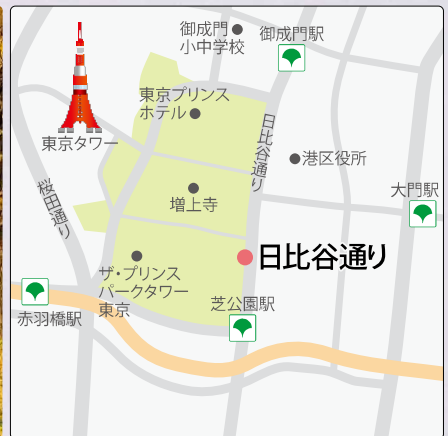 御成門
小中学校
御成門駅
東京プリンス
ホテル
東京タワー
日比谷通り
港区役所
桜田通り
増上寺
大門駅
日比谷通り
ザ・プリンス
パークタワー
東京
芝公園駅
赤羽橋駅